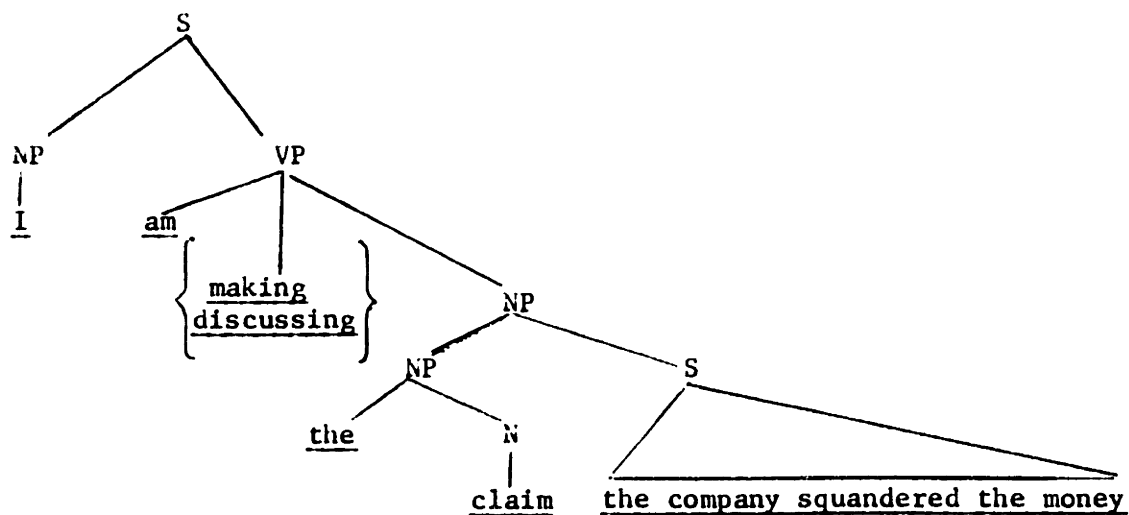 S
NP VP
I am
making
discussing
NP
NP S
the N
claim the company squandered the money